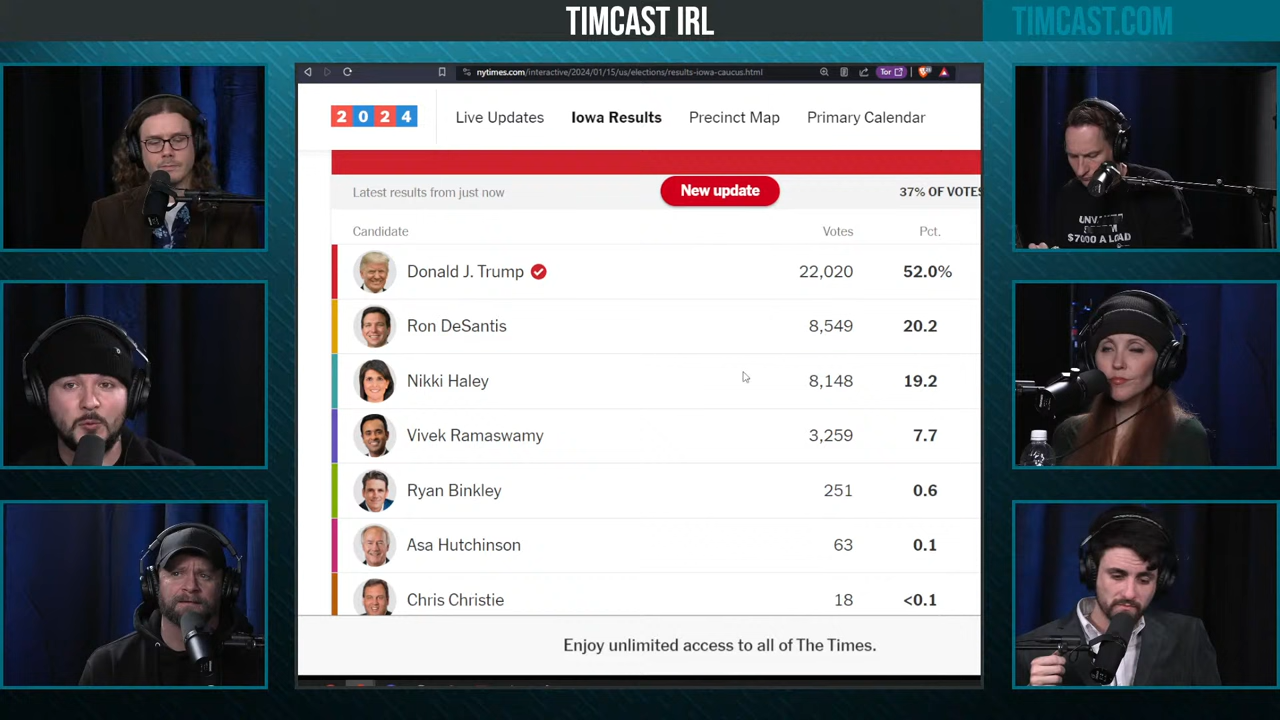 TIMCAST IRL
TIMCAST.COM
nytimes.com/interactive/2024/01/15/us/elections/results-iowa-caucus.html
Tor
2024
Live Updates
Iowa Results
Precinct Map
Primary Calendar
Latest results from just now
New update
37% OF VOTES
Candidate Votes Pct.
Donald J. Trump 22,020 52.0%
Ron DeSantis 8,549 20.2
Nikki Haley 8,148 19.2
Vivek Ramaswamy 3,259 7.7
Ryan Binkley 251 0.6
Asa Hutchinson 63 0.1
Chris Christie 18 <0.1
Enjoy unlimited access to all of The Times.
$7000 A LOAD